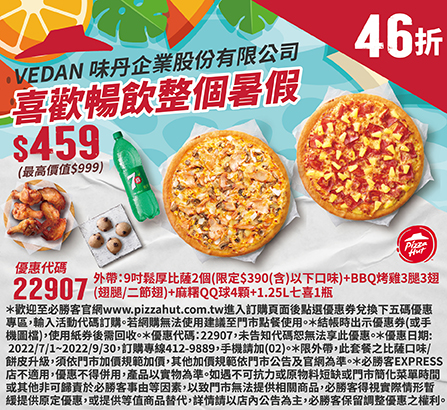 46折
VEDAN 味丹企業股份有限公司
喜歡暢飲整個暑假
$459
(最高價值$999)
7
Pizza
Hut
優惠代碼
22907
外帶:9吋鬆厚比薩2個(限定$390(含)以下口味)+BBQ烤雞3腿3翅
(翅腿/二節翅)+麻糬QQ球4顆+1.25L七喜1瓶
＊歡迎至必勝客官網www.pizzahut.com.tw進入訂購頁面後點選優惠券兌換下五碼優惠
專區,輸入活動代碼訂購。若網購無法使用建議至門市點餐使用。＊結帳時出示優惠券(或手
機圖檔),使用紙券後需回收。＊優惠代碼:22907,未告知代碼恕無法享此優惠。＊優惠日期:
2022/7/1~2022/9/30,訂購專線412-9889,手機請加(02)。＊限外帶,此套餐之比薩口味/
餅皮升級,須依門市加價規範加價,其他加價規範依門市公告及官網為準。＊必勝客EXPRESS
店不適用,優惠不得併用,產品以實物為準。＊如遇不可抗力或原物料短缺或門市簡化菜單時間
或其他非可歸責於必勝客事由等因素,以致門市無法提供相關商品,必勝客得視實際情形暫
緩提供原定優惠,或提供等值商品替代,詳情請以店內公告為主,必勝客保留調整優惠之權利